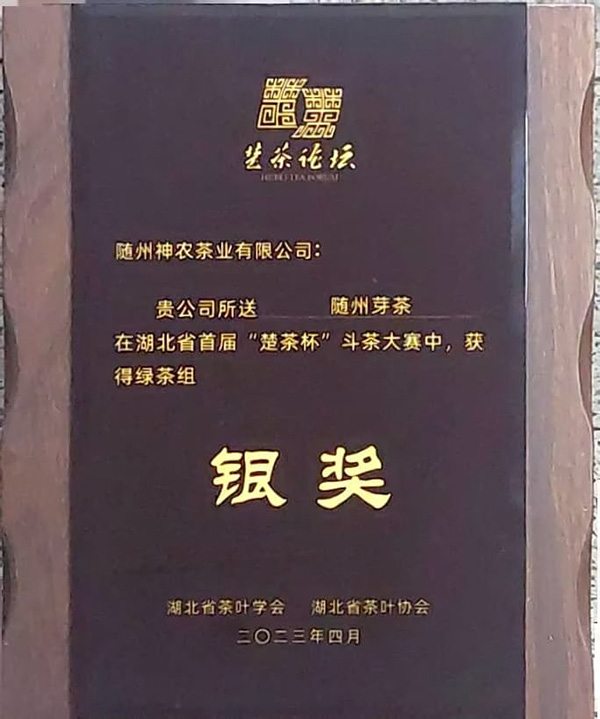 楚茶论坛
HUBEI TEA FORUM
随州神农茶业有限公司：
贵公司所送 随州芽茶
在湖北省首届“楚茶杯”斗茶大赛中，获
得绿茶组
银奖
湖北省茶叶学会 湖北省茶叶协会
二〇二三年四月